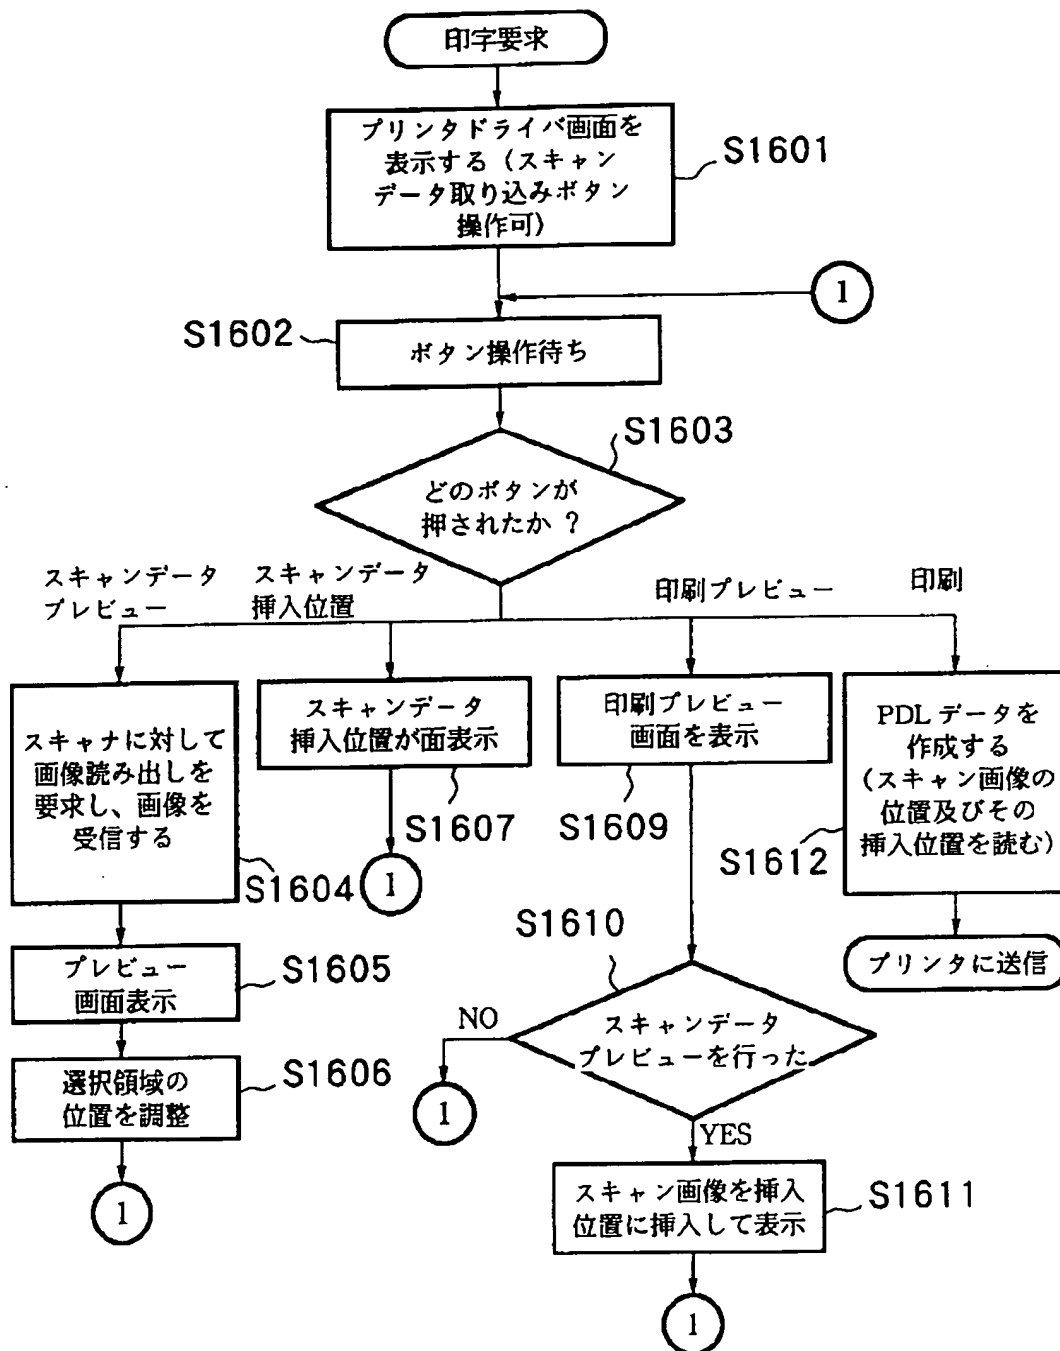 印字要求
プリンタドライバ画面を
表示する（スキャン
データ取り込みボタン
操作可）
S1601
1
S1602
ボタン操作待ち
S1603
どのボタンが
押されたか ?
スキャンデータ
プレビュー
スキャンデータ
挿入位置
印刷プレビュー
印刷
スキャナに対して
画像読み出しを
要求し、画像を
受信する
S1604
スキャンデータ
挿入位置が面表示
S1607
1
印刷プレビュー
画面を表示
S1609
PDL データを
作成する
（スキャン画像の
位置及びその
挿入位置を読む）
S1612
プリンタに送信
プレビュー
画面表示
S1605
選択領域の
位置を調整
S1606
1
S1610
スキャンデータ
プレビューを行った
NO
1
YES
スキャン画像を挿入
位置に挿入して表示
S1611
1